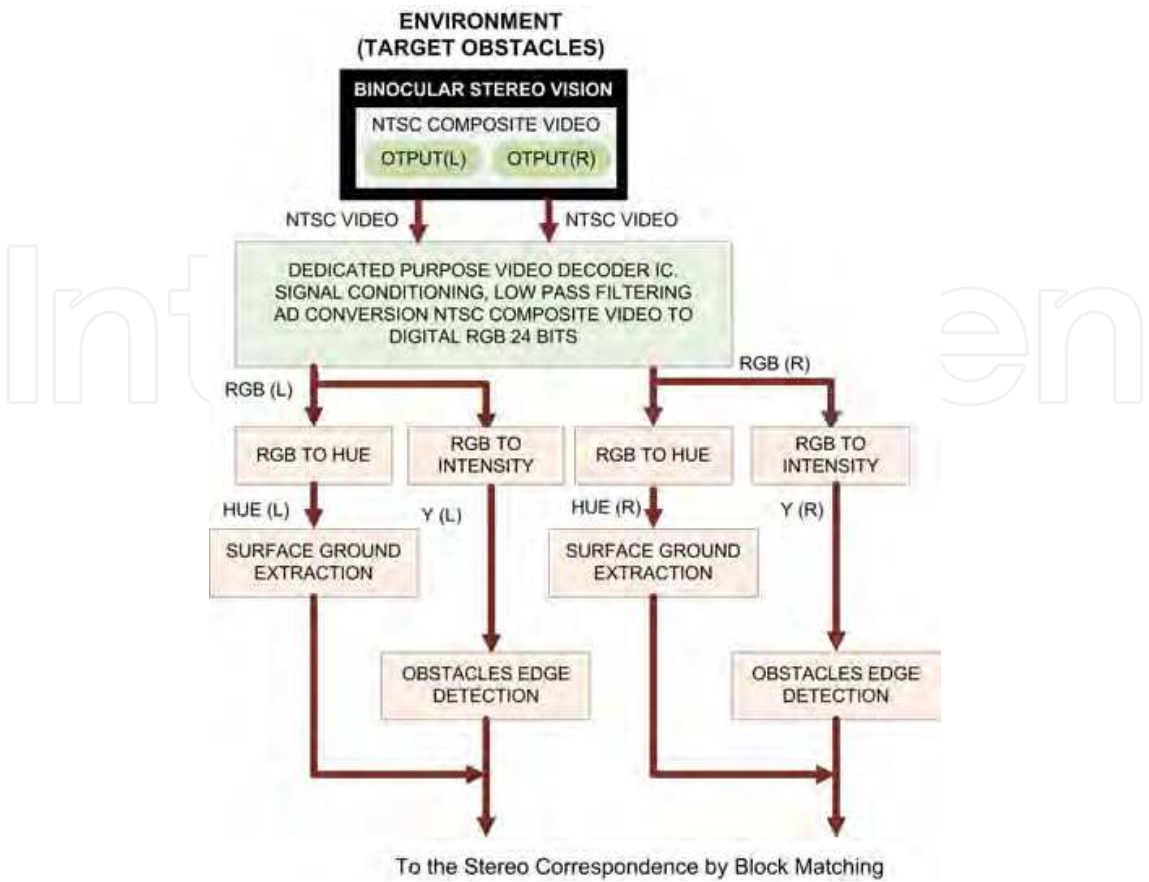 ENVIRONMENT
(TARGET OBSTACLES)
BINOCULAR STEREO VISION
NTSC COMPOSITE VIDEO
OTPUT(L) OTPUT(R)
NTSC VIDEO NTSC VIDEO
DEDICATED PURPOSE VIDEO DECODER IC.
SIGNAL CONDITIONING, LOW PASS FILTERING
AD CONVERSION NTSC COMPOSITE VIDEO TO
DIGITAL RGB 24 BITS
RGB (L)
RGB (R)
RGB TO HUE
RGB TO
INTENSITY
RGB TO HUE
RGB TO
INTENSITY
HUE (L)
Y (L)
HUE (R)
Y (R)
SURFACE GROUND
EXTRACTION
SURFACE GROUND
EXTRACTION
OBSTACLES EDGE
DETECTION
OBSTACLES EDGE
DETECTION
To the Stereo Correspondence by Block Matching